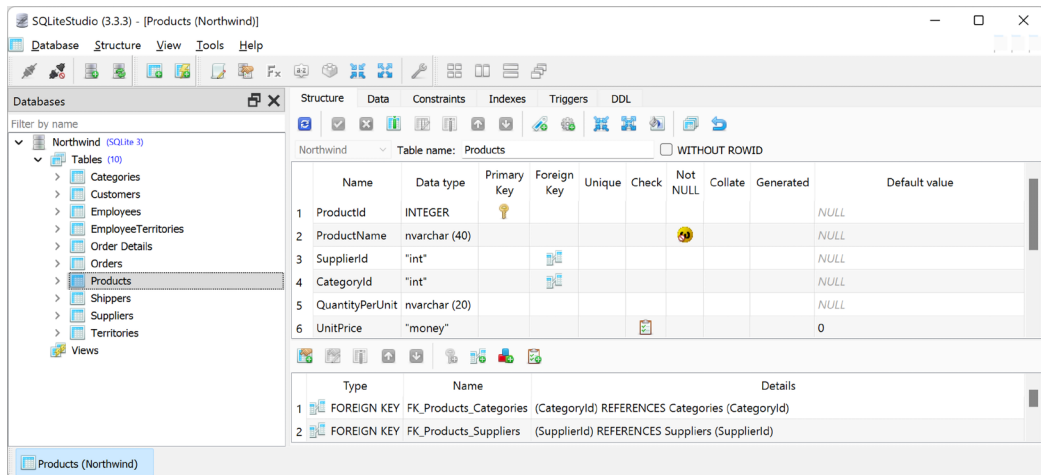 SQLiteStudio (3.3.3) - [Products (Northwind)]
Database Structure View Tools Help
Databases
Filter by name
Northwind (SQLite 3)
Tables (10)
Categories
Customers
Employees
EmployeeTerritories
Order Details
Orders
Products
Shippers
Suppliers
Territories
Views
Structure Data Constraints Indexes Triggers DDL
Northwind Table name: Products WITHOUT ROWID
Name Data type Primary Key Foreign Key Unique Check Not NULL Collate Generated Default value
1 ProductId INTEGER NULL
2 ProductName nvarchar (40) NULL
3 SupplierId "int" NULL
4 CategoryId "int" NULL
5 QuantityPerUnit nvarchar (20) NULL
6 UnitPrice "money" 0
Type Name Details
1 FOREIGN KEY FK_Products_Categories (CategoryId) REFERENCES Categories (CategoryId)
2 FOREIGN KEY FK_Products_Suppliers (SupplierId) REFERENCES Suppliers (SupplierId)
Products (Northwind)